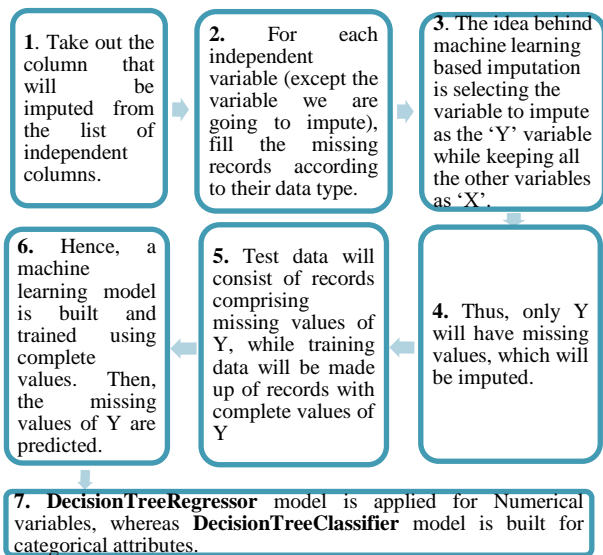 1. Take out the
column that
will be
imputed from
the list of
independent
columns.
2. For each
independent
variable (except the
variable we are
going to impute),
fill the missing
records according
to their data type.
3. The idea behind
machine learning
based imputation
is selecting the
variable to impute
as the ‘Y’ variable
while keeping all
the other variables
as ‘X’.
4. Thus, only Y
will have missing
values, which will
be imputed.
5. Test data will
consist of records
comprising
missing values of
Y, while training
data will be made
up of records with
complete values of
Y
6. Hence, a
machine
learning model
is built and
trained using
complete
values. Then,
the missing
values of Y are
predicted.
7. DecisionTreeRegressor model is applied for Numerical
variables, whereas DecisionTreeClassifier model is built for
categorical attributes.